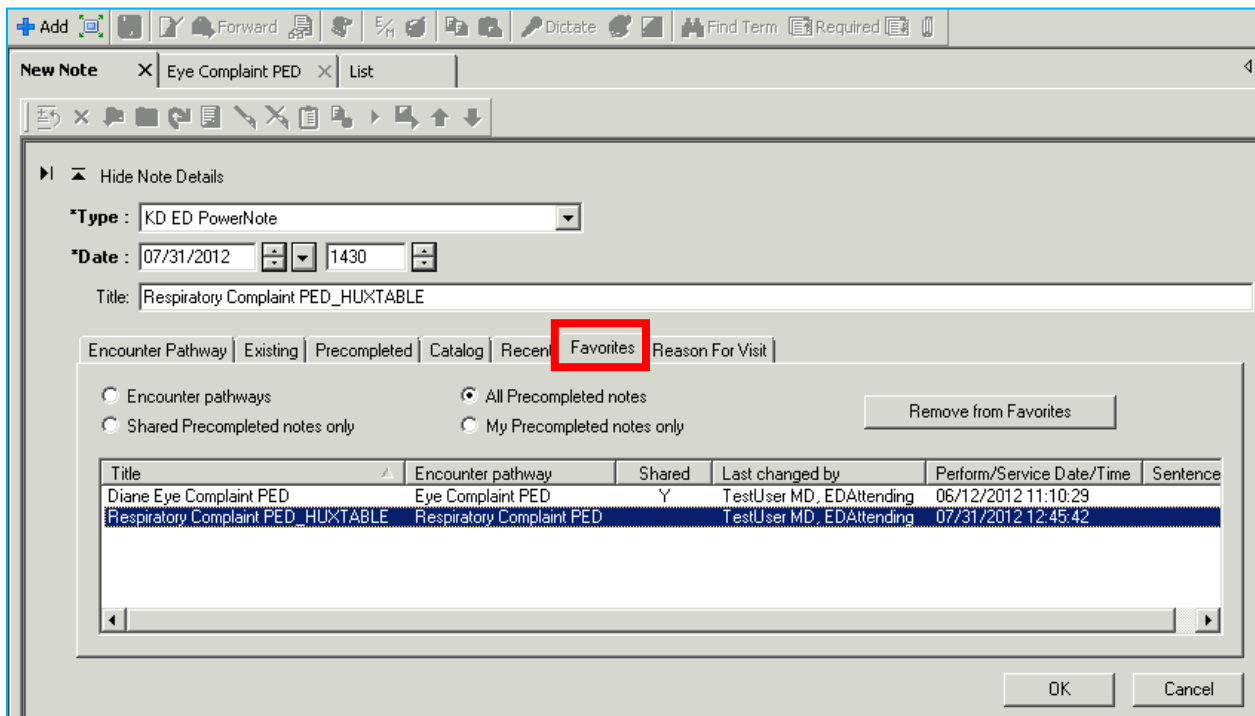 Add Forward E/M Dictate Find Term Required
New Note Eye Complaint PED List
Hide Note Details
*Type : KD ED PowerNote
*Date : 07/31/2012 1430
Title: Respiratory Complaint PED_HUXTABLE
Encounter Pathway Existing Precompleted Catalog Recent Favorites Reason For Visit
Encounter pathways All Precompleted notes
Remove from Favorites
Shared Precompleted notes only My Precompleted notes only
Title Encounter pathway Shared Last changed by Perform/Service Date/Time Sentence
Diane Eye Complaint PED Eye Complaint PED Y TestUser MD, EDAttending 06/12/2012 11:10:29
Respiratory Complaint PED_HUXTABLE Respiratory Complaint PED TestUser MD, EDAttending 07/31/2012 12:45:42
OK Cancel